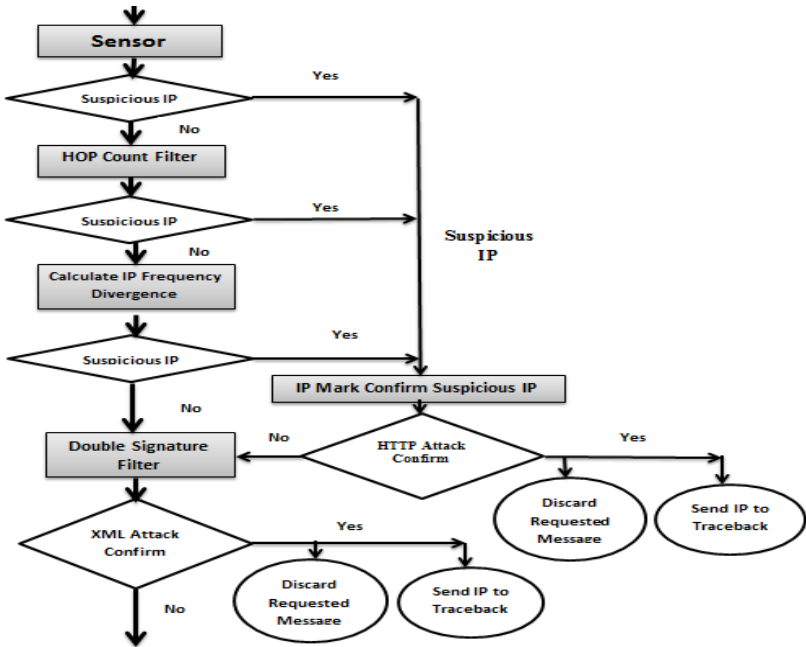 Sensor
Yes
Suspicious IP
No
HOP Count Filter
Suspicious IP
Yes
Suspicious
IP
No
Calculate IP Frequency
Divergence
Yes
Suspicious IP
IP Mark Confirm Suspicious IP
No
No
Yes
HTTP Attack
Confirm
Double Signature
Filter
Discard
Requested
Message
Send IP to
Traceback
Yes
XML Attack
Confirm
Discard
Requested
Message
Send IP to
Traceback
No